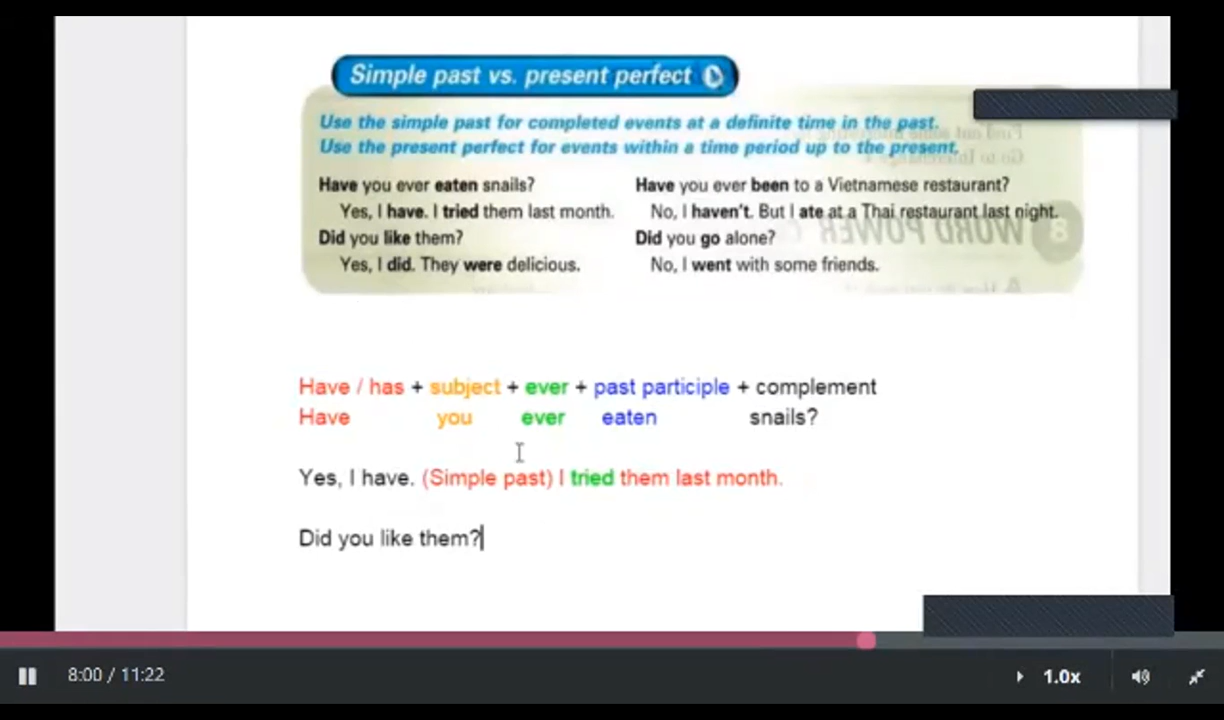 Simple past vs. present perfect
Use the simple past for completed events at a definite time in the past.
Use the present perfect for events within a time period up to the present.
Have you ever eaten snails?
Yes, I have. I tried them last month.
Did you like them?
Yes, I did. They were delicious.
Have you ever been to a Vietnamese restaurant?
No, I haven't. But I ate at a Thai restaurant last night.
Did you go alone?
No, I went with some friends.
8 WORD POWER
Have / has + subject + ever + past participle + complement
Have you ever eaten snails?
Yes, I have. (Simple past) I tried them last month.
Did you like them?
8:00 / 11:22
1.0x